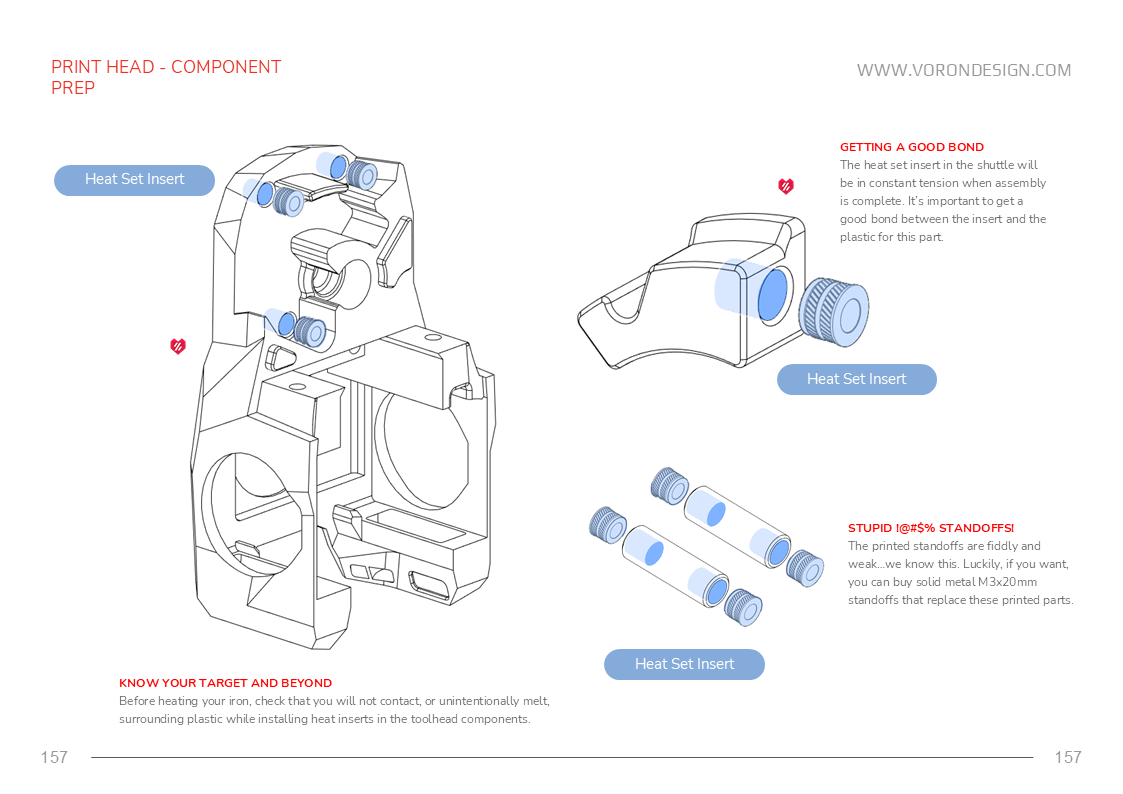 PRINT HEAD - COMPONENT
PREP
WWW.VORONDESIGN.COM
Heat Set Insert
GETTING A GOOD BOND
The heat set insert in the shuttle will
be in constant tension when assembly
is complete. It's important to get a
good bond between the insert and the
plastic for this part.
Heat Set Insert
STUPID !@#$% STANDOFFS!
The printed standoffs are fiddly and
weak...we know this. Luckily, if you want,
you can buy solid metal M3x20mm
standoffs that replace these printed parts.
Heat Set Insert
KNOW YOUR TARGET AND BEYOND
Before heating your iron, check that you will not contact, or unintentionally melt,
surrounding plastic while installing heat inserts in the toolhead components.
157
157